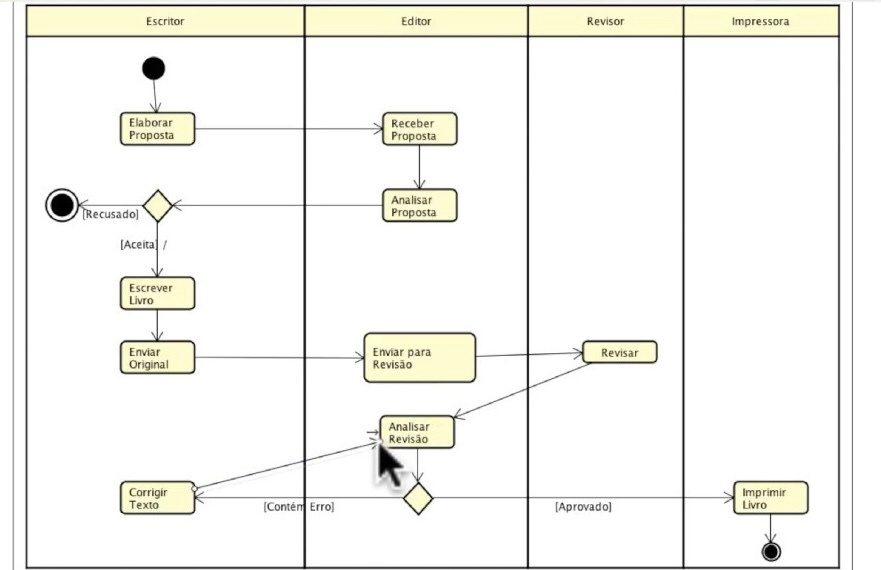 Escritor
Editor
Revisor
Impressora
Elaborar
Proposta
Receber
Proposta
Analisar
Proposta
[Recusado]
[Aceita] /
Escrever
Livro
Enviar
Original
Enviar para
Revisão
Revisar
Analisar
Revisão
Corrigir
Texto
[Contém Erro]
[Aprovado]
Imprimir
Livro